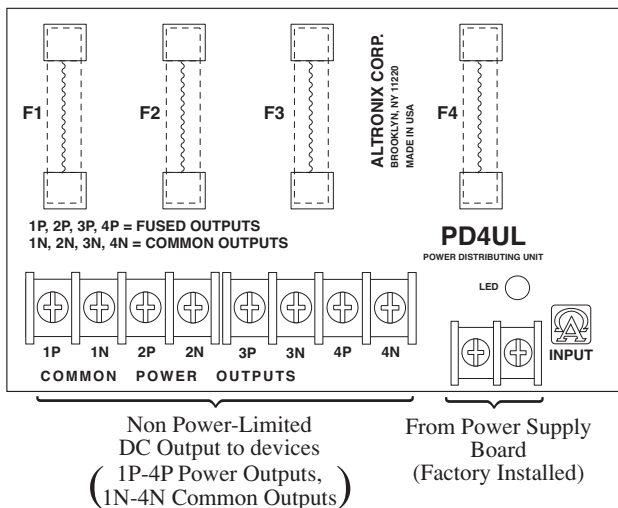 F1
F2
F3
F4
ALTRONIX CORP.
BROOKLYN, NY 11220
MADE IN USA
1P, 2P, 3P, 4P = FUSED OUTPUTS
1N, 2N, 3N, 4N = COMMON OUTPUTS
PD4UL
POWER DISTRIBUTING UNIT
LED
1P 1N 2P 2N 3P 3N 4P 4N
COMMON POWER OUTPUTS
INPUT
Non Power-Limited
DC Output to devices
(1P-4P Power Outputs,
1N-4N Common Outputs)
From Power Supply
Board
(Factory Installed)